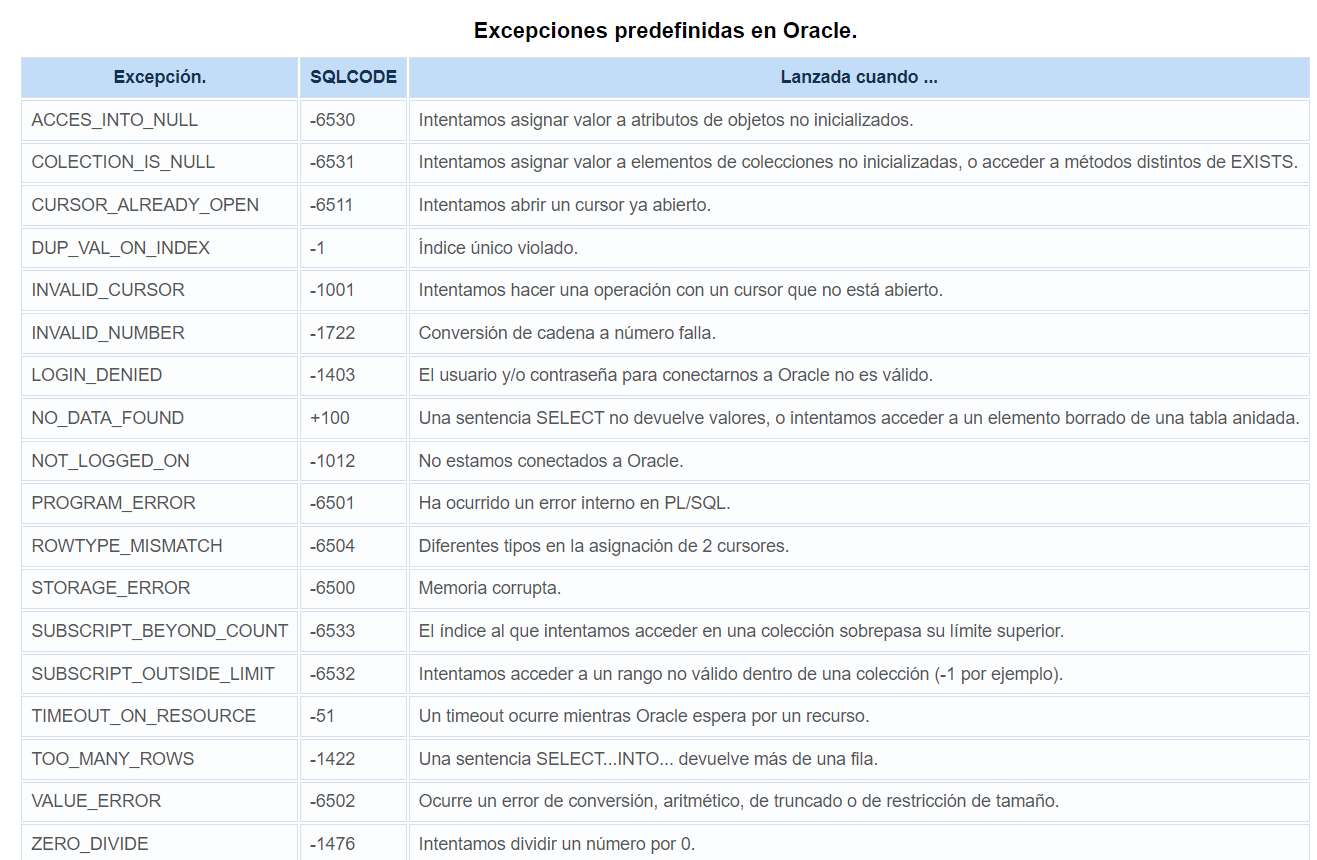 Excepciones predefinidas en Oracle.
Excepción. SQLCODE Lanzada cuando ...
ACCES_INTO_NULL -6530 Intentamos asignar valor a atributos de objetos no inicializados.
COLECTION_IS_NULL -6531 Intentamos asignar valor a elementos de colecciones no inicializadas, o acceder a métodos distintos de EXISTS.
CURSOR_ALREADY_OPEN -6511 Intentamos abrir un cursor ya abierto.
DUP_VAL_ON_INDEX -1 Índice único violado.
INVALID_CURSOR -1001 Intentamos hacer una operación con un cursor que no está abierto.
INVALID_NUMBER -1722 Conversión de cadena a número falla.
LOGIN_DENIED -1403 El usuario y/o contraseña para conectarnos a Oracle no es válido.
NO_DATA_FOUND +100 Una sentencia SELECT no devuelve valores, o intentamos acceder a un elemento borrado de una tabla anidada.
NOT_LOGGED_ON -1012 No estamos conectados a Oracle.
PROGRAM_ERROR -6501 Ha ocurrido un error interno en PL/SQL.
ROWTYPE_MISMATCH -6504 Diferentes tipos en la asignación de 2 cursores.
STORAGE_ERROR -6500 Memoria corrupta.
SUBSCRIPT_BEYOND_COUNT -6533 El índice al que intentamos acceder en una colección sobrepasa su límite superior.
SUBSCRIPT_OUTSIDE_LIMIT -6532 Intentamos acceder a un rango no válido dentro de una colección (-1 por ejemplo).
TIMEOUT_ON_RESOURCE -51 Un timeout ocurre mientras Oracle espera por un recurso.
TOO_MANY_ROWS -1422 Una sentencia SELECT...INTO... devuelve más de una fila.
VALUE_ERROR -6502 Ocurre un error de conversión, aritmético, de truncado o de restricción de tamaño.
ZERO_DIVIDE -1476 Intentamos dividir un número por 0.